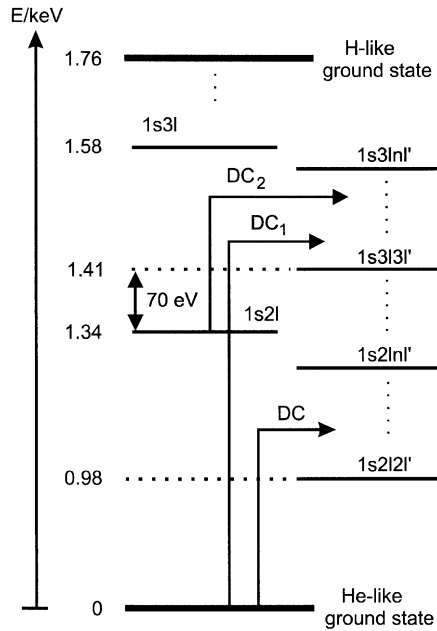 E/keV
1.76
H-like
ground state
1s3l
1.58
1s3lnl'
DC₂
DC₁
1.41
1s3l3l'
70 eV
1s2l
1.34
1s2lnl'
DC
0.98
1s2l2l'
He-like
ground state
0